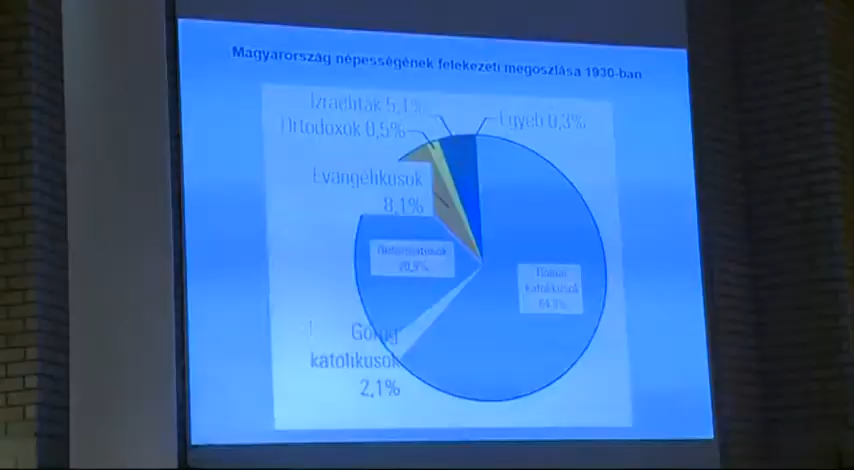 Magyarország népességének felekezeti megoszlása 1930-ban
Izraeliták 5,1%
Egyéb 0,3%
Ortodoxok 0,5%
Evangélikusok
8,1%
Reformátusok
20,9%
Római
katolikusok
64,9%
Görög
katolikusok
2,1%